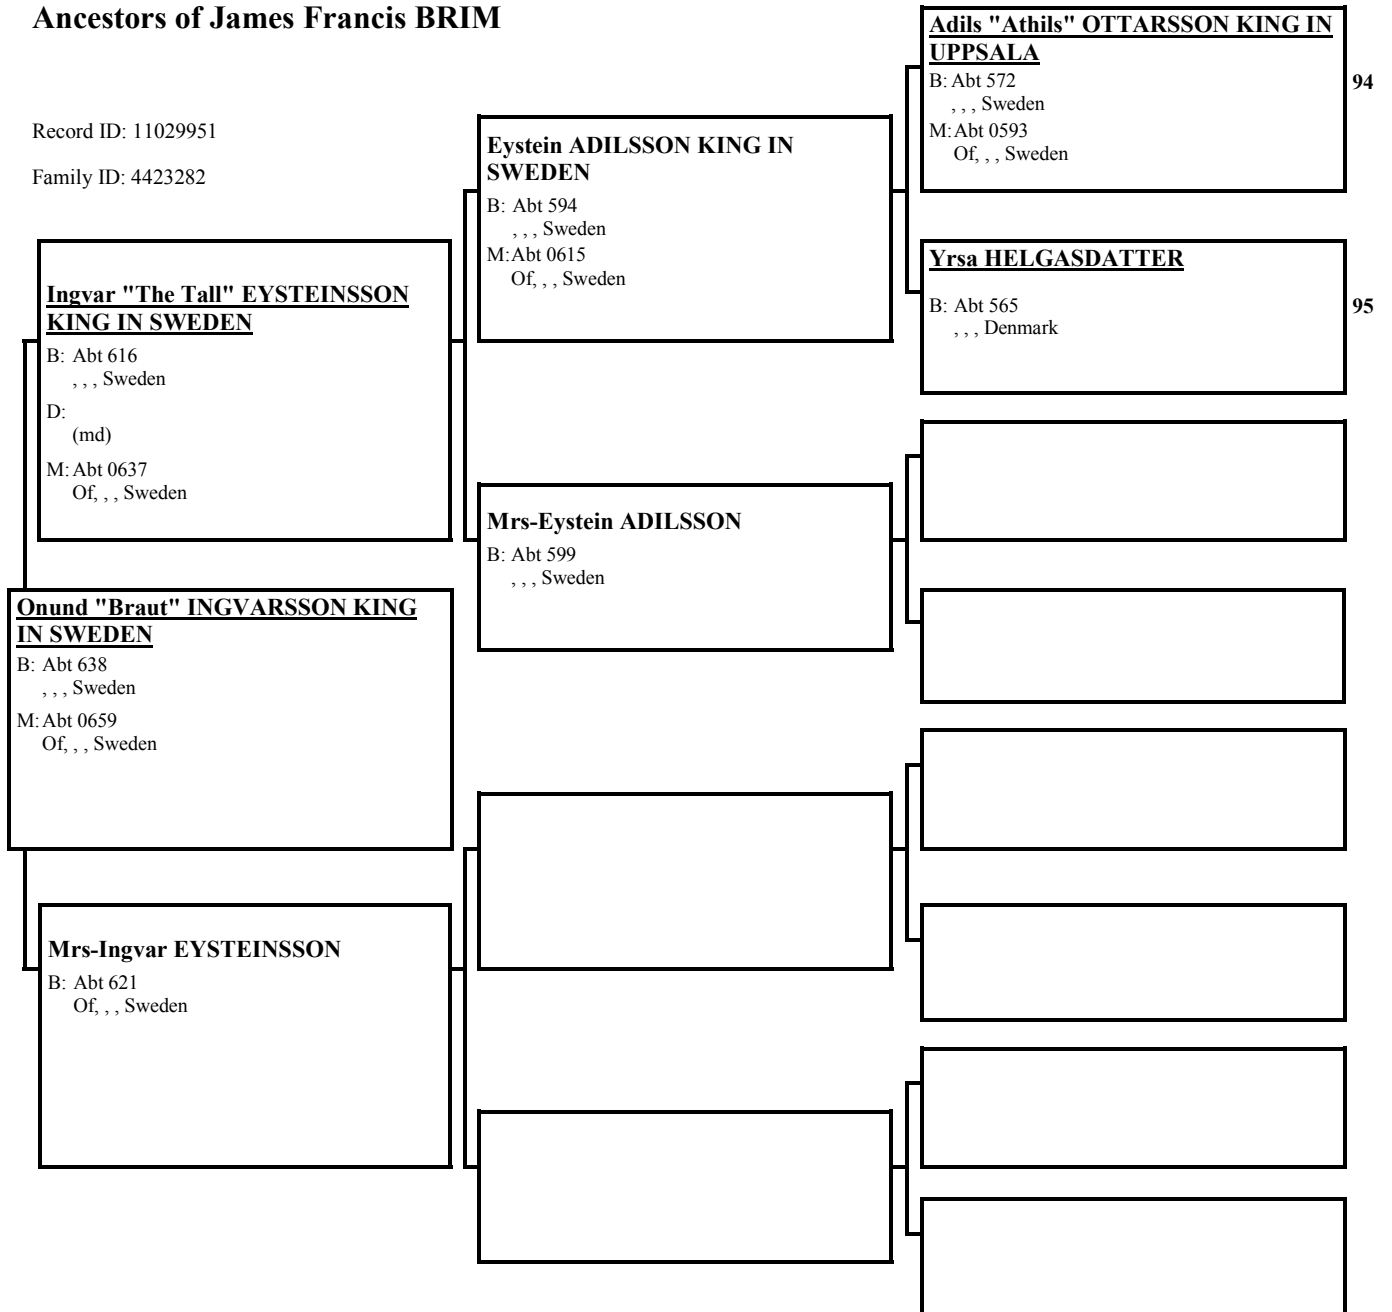 Ancestors of James Francis BRIM
Record ID: 11029951
Family ID: 4423282
Adils "Athils" OTTARSSON KING IN
UPPSALA
B: Abt 572
, , , Sweden
M: Abt 0593
Of, , , Sweden
94
Eystein ADILSSON KING IN
SWEDEN
B: Abt 594
, , , Sweden
M: Abt 0615
Of, , , Sweden
Yrsa HELGASDATTER
B: Abt 565
, , , Denmark
95
Ingvar "The Tall" EYSTEINSSON
KING IN SWEDEN
B: Abt 616
, , , Sweden
D:
(md)
M: Abt 0637
Of, , , Sweden
Mrs-Eystein ADILSSON
B: Abt 599
, , , Sweden
Onund "Braut" INGVARSSON KING
IN SWEDEN
B: Abt 638
, , , Sweden
M: Abt 0659
Of, , , Sweden
Mrs-Ingvar EYSTEINSSON
B: Abt 621
Of, , , Sweden